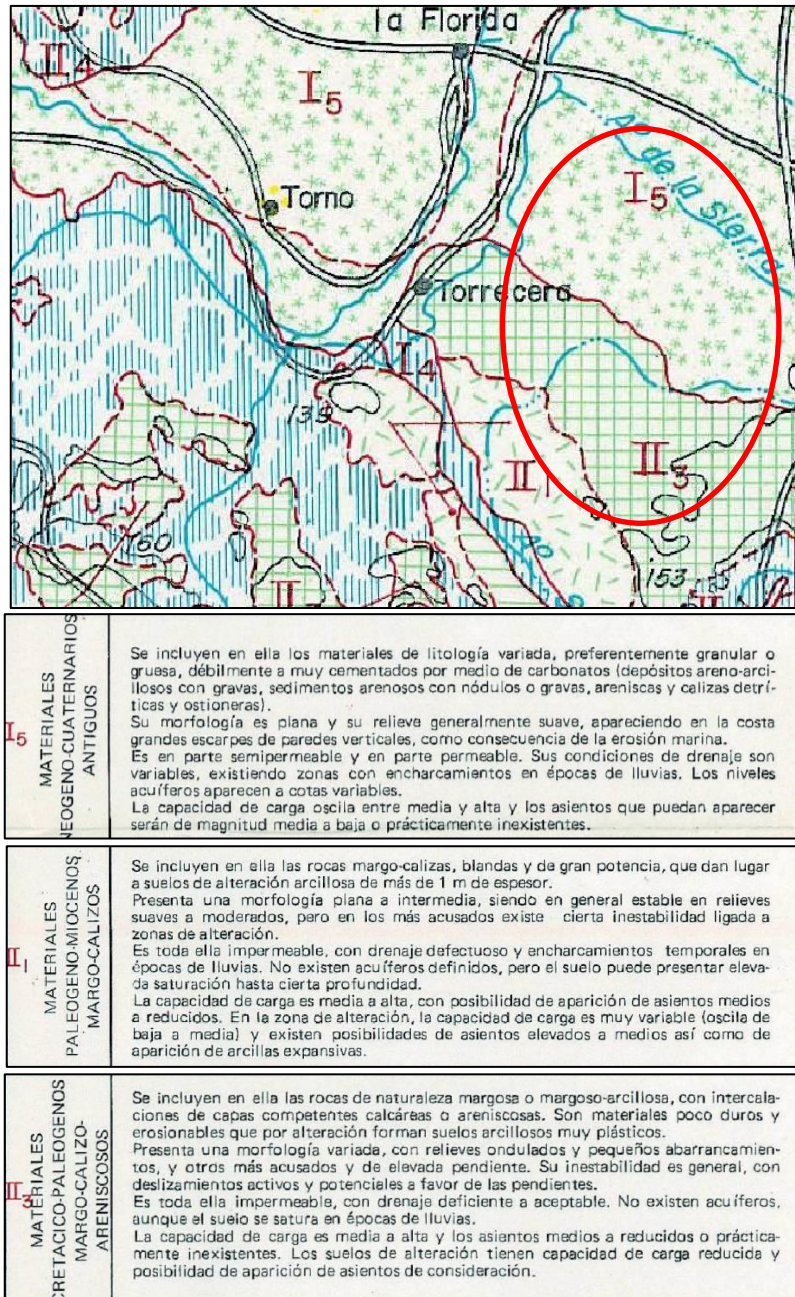 la Florida
II4
I5
Aº de la Sierra
I5
Torno
Torrecera
I4
139
II3
II1
160
153
Aº
I5
MATERIALES
NEOGENO-CUATERNARIOS
ANTIGUOS
Se incluyen en ella los materiales de litología variada, preferentemente granular o
gruesa, débilmente a muy cementados por medio de carbonatos (depósitos areno-arci-
llosos con gravas, sedimentos arenosos con nódulos o gravas, areniscas y calizas detrí-
ticas y ostioneras).
Su morfología es plana y su relieve generalmente suave, apareciendo en la costa
grandes escarpes de paredes verticales, como consecuencia de la erosión marina.
Es en parte semipermeable y en parte permeable. Sus condiciones de drenaje son
variables, existiendo zonas con encharcamientos en épocas de lluvias. Los niveles
acuíferos aparecen a cotas variables.
La capacidad de carga oscila entre media y alta y los asientos que puedan aparecer
serán de magnitud media a baja o prácticamente inexistentes.
II1
MATERIALES
PALEOGENO-MIOCENOS
MARGO-CALIZOS
Se incluyen en ella las rocas margo-calizas, blandas y de gran potencia, que dan lugar
a suelos de alteración arcillosa de más de 1 m de espesor.
Presenta una morfología plana a intermedia, siendo en general estable en relieves
suaves a moderados, pero en los más acusados existe cierta inestabilidad ligada a
zonas de alteración.
Es toda ella impermeable, con drenaje defectuoso y encharcamientos temporales en
épocas de lluvias. No existen acuíferos definidos, pero el suelo puede presentar eleva-
da saturación hasta cierta profundidad.
La capacidad de carga es media a alta, con posibilidad de aparición de asientos medios
a reducidos. En la zona de alteración, la capacidad de carga es muy variable (oscila de
baja a media) y existen posibilidades de asientos elevados a medios así como de
aparición de arcillas expansivas.
II3
MATERIALES
CRETACICO-PALEOGENOS
MARGO-CALIZO-
ARENISCOSOS
Se incluyen en ella las rocas de naturaleza margosa o margoso-arcillosa, con intercala-
ciones de capas competentes calcáreas o areniscosas. Son materiales poco duros y
erosionables que por alteración forman suelos arcillosos muy plásticos.
Presenta una morfología variada, con relieves ondulados y pequeños abarrancamien-
tos, y otros más acusados y de elevada pendiente. Su inestabilidad es general, con
deslizamientos activos y potenciales a favor de las pendientes.
Es toda ella impermeable, con drenaje deficiente a aceptable. No existen acuíferos,
aunque el suelo se satura en épocas de lluvias.
La capacidad de carga es media a alta y los asientos medios a reducidos o práctica-
mente inexistentes. Los suelos de alteración tienen capacidad de carga reducida y
posibilidad de aparición de asientos de consideración.